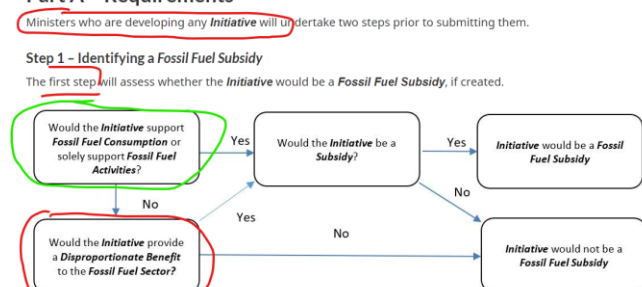 Part A – Requirements
Ministers who are developing any Initiative will undertake two steps prior to submitting them.
Step 1 – Identifying a Fossil Fuel Subsidy
The first step will assess whether the Initiative would be a Fossil Fuel Subsidy, if created.
Would the Initiative support
Fossil Fuel Consumption or
solely support Fossil Fuel
Activities?
Yes
Would the Initiative be a
Subsidy?
Yes
Initiative would be a Fossil
Fuel Subsidy
No
Yes
No
No
Would the Initiative provide
a Disproportionate Benefit
to the Fossil Fuel Sector?
Initiative would not be a
Fossil Fuel Subsidy